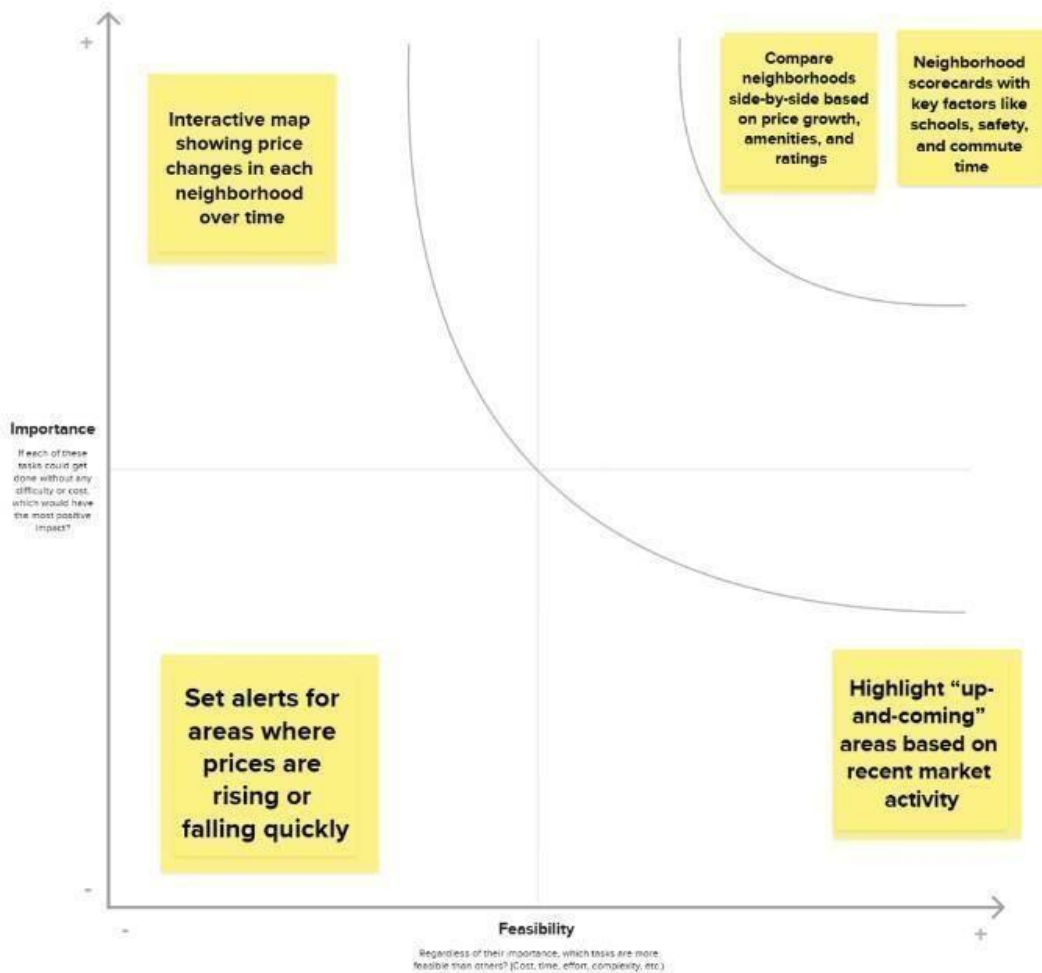 +
Interactive map
showing price
changes in each
neighborhood
over time
Compare
neighborhoods
side-by-side based
on price growth,
amenities, and
ratings
Neighborhood
scorecards with
key factors like
schools, safety,
and commute
time
Importance
If each of these
tasks could get
done without any
difficulty or cost,
which would have
the most positive
impact?
Set alerts for
areas where
prices are
rising or
falling quickly
Highlight “up-
and-coming”
areas based on
recent market
activity
-
-
Feasibility
+
Regardless of their importance, which tasks are more
feasible than others? (Cost, time, effort, complexity, etc.)